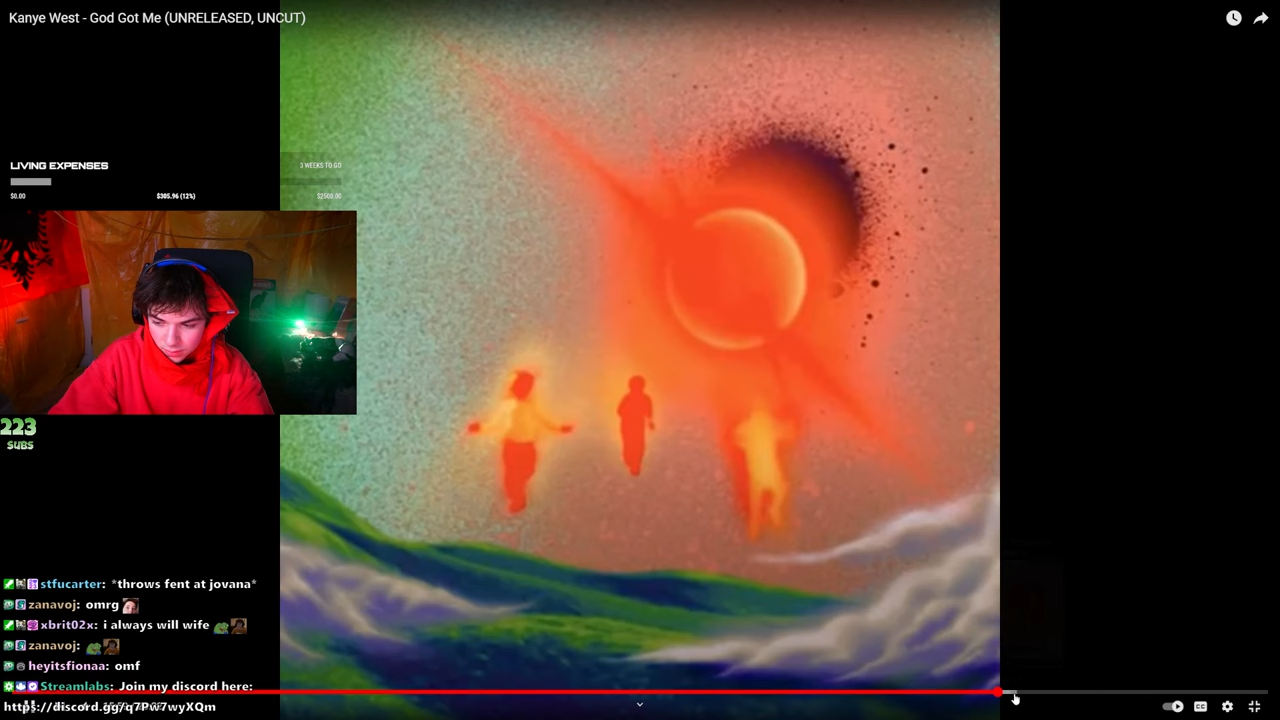 Kanye West - God Got Me (UNRELEASED, UNCUT)
LIVING EXPENSES
3 WEEKS TO GO
$0.00 $305.96 (12%) $2500.00
223
SUBS
stfucarter: *throws fent at jovana*
zanavoj: omrg
xbrit02x: i always will wife
zanavoj:
heyitsfionaa: omf
Streamlabs: Join my discord here:
https://discord.gg/q7PVF7wyXQm
CC